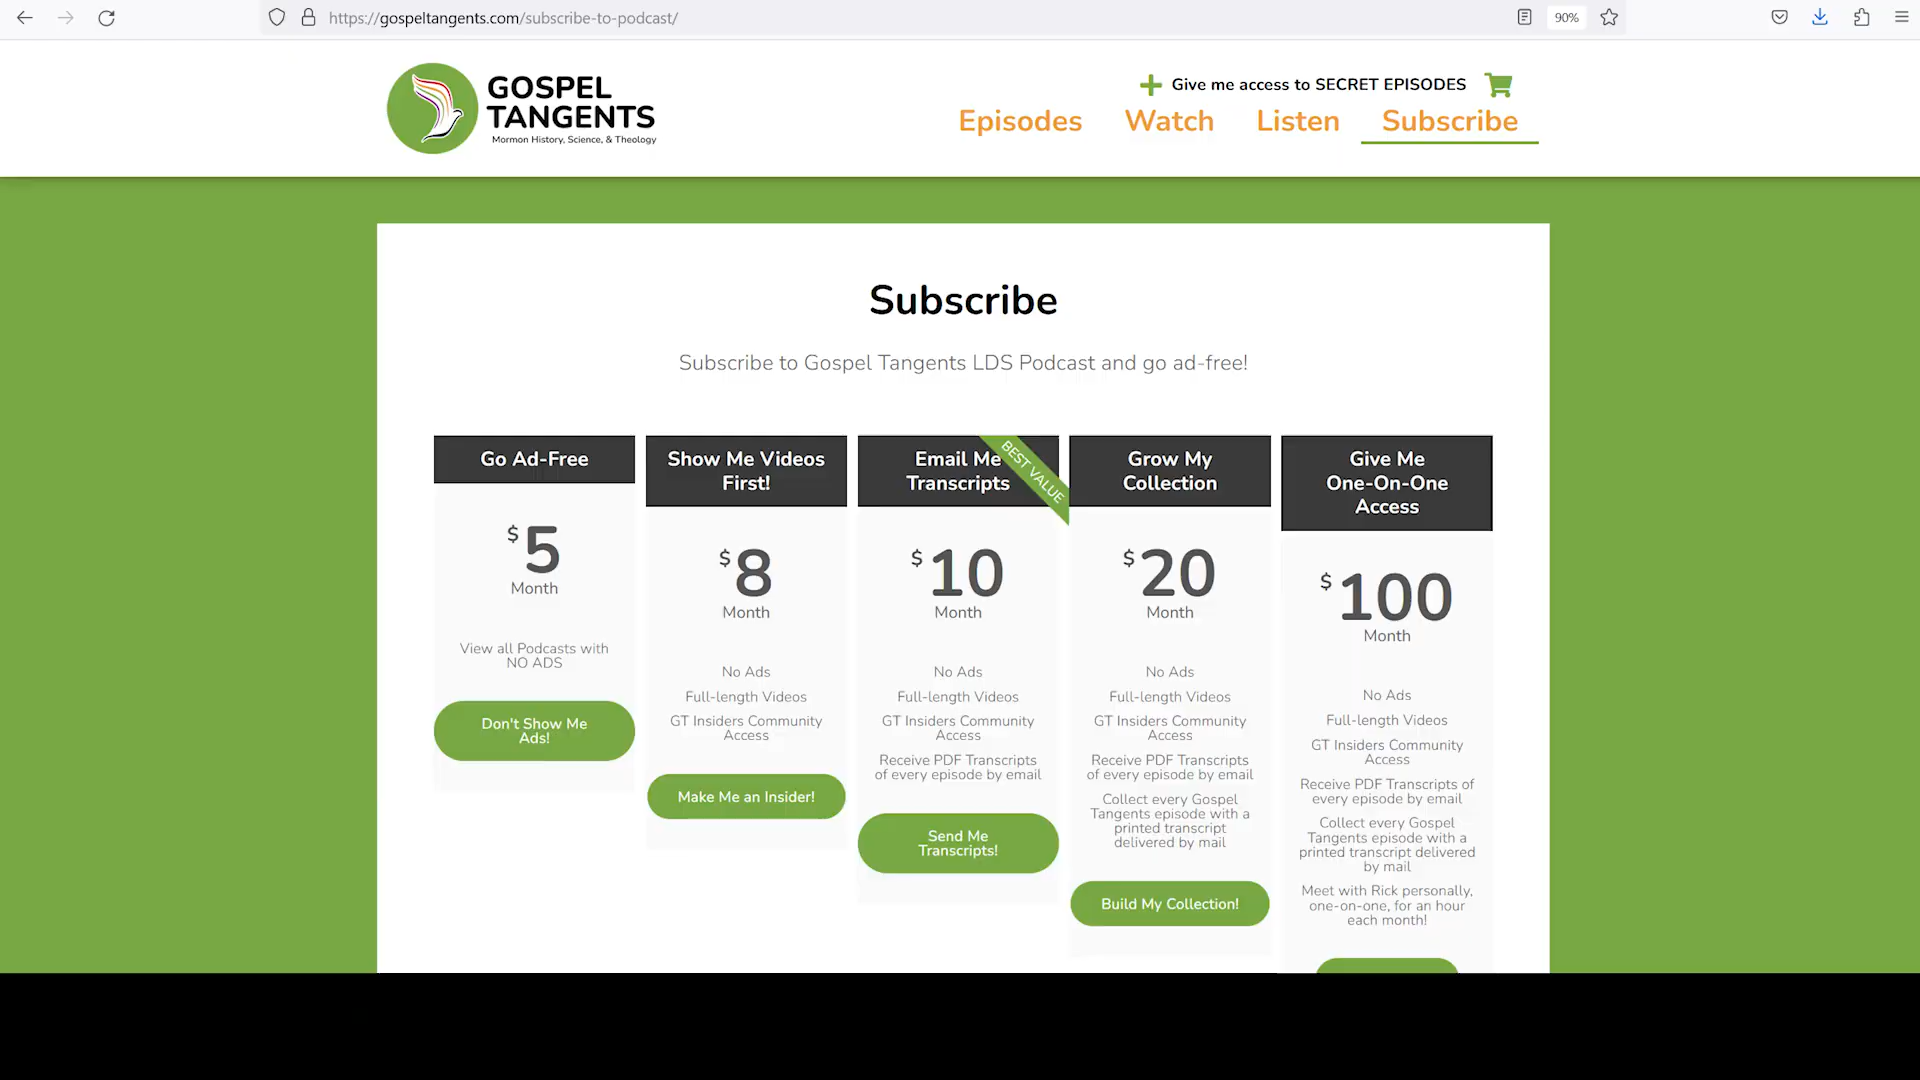 https://gospeltangents.com/subscribe-to-podcast/
90%
GOSPEL
TANGENTS
Mormon History, Science, & Theology
Give me access to SECRET EPISODES
Episodes
Watch
Listen
Subscribe
Subscribe
Subscribe to Gospel Tangents LDS Podcast and go ad-free!
Go Ad-Free
$5
Month
View all Podcasts with
NO ADS
Don't Show Me
Ads!
Show Me Videos
First!
$8
Month
No Ads
Full-length Videos
GT Insiders Community
Access
Make Me an Insider!
Email Me
Transcripts
BEST VALUE
$10
Month
No Ads
Full-length Videos
GT Insiders Community
Access
Receive PDF Transcripts
of every episode by email
Send Me
Transcripts!
Grow My
Collection
$20
Month
No Ads
Full-length Videos
GT Insiders Community
Access
Receive PDF Transcripts
of every episode by email
Collect every Gospel
Tangents episode with a
printed transcript
delivered by mail
Build My Collection!
Give Me
One-On-One
Access
$100
Month
No Ads
Full-length Videos
GT Insiders Community
Access
Receive PDF Transcripts of
every episode by email
Collect every Gospel
Tangents episode with a
printed transcript delivered
by mail
Meet with Rick personally,
one-on-one, for an hour
each month!